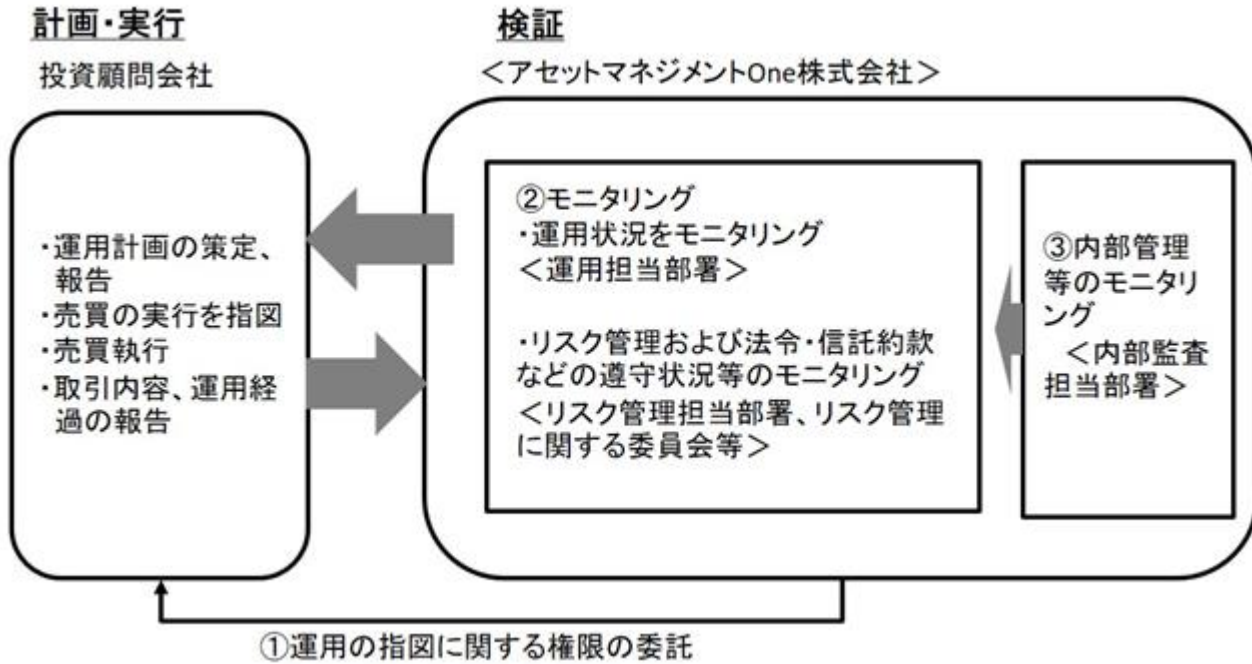 計画・実行
投資顧問会社
・運用計画の策定、
報告
・売買の実行を指図
・売買執行
・取引内容、運用経
過の報告
検証
＜アセットマネジメントOne株式会社＞
②モニタリング
・運用状況をモニタリング
＜運用担当部署＞
・リスク管理および法令・信託約款
などの遵守状況等のモニタリング
＜リスク管理担当部署、リスク管理
に関する委員会等＞
③内部管理
等のモニタリ
ング
＜内部監査
担当部署＞
①運用の指図に関する権限の委託